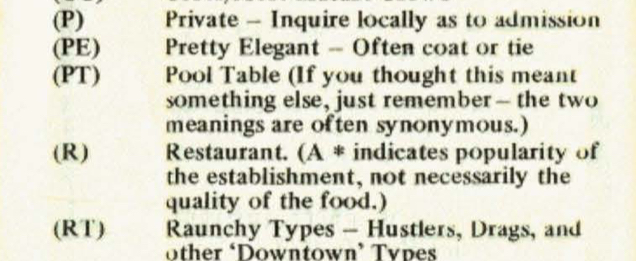 (P) Private – Inquire locally as to admission
(PE) Pretty Elegant – Often coat or tie
(PT) Pool Table (If you thought this meant
something else, just remember – the two
meanings are often synonymous.)
(R) Restaurant. (A * indicates popularity of
the establishment, not necessarily the
quality of the food.)
(RT) Raunchy Types – Hustlers, Drags, and
other 'Downtown' Types